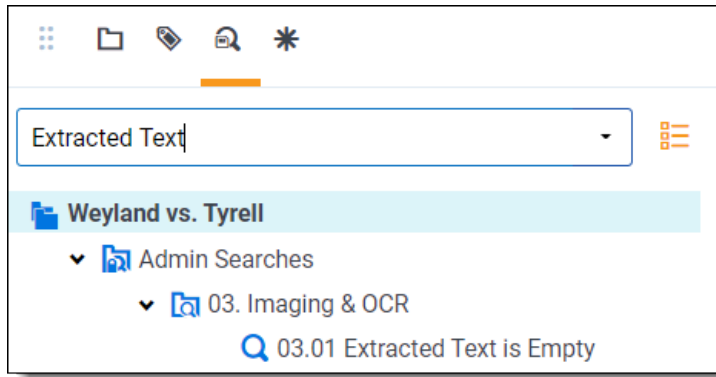 Extracted Text
Weyland vs. Tyrell
Admin Searches
03. Imaging & OCR
03.01 Extracted Text is Empty